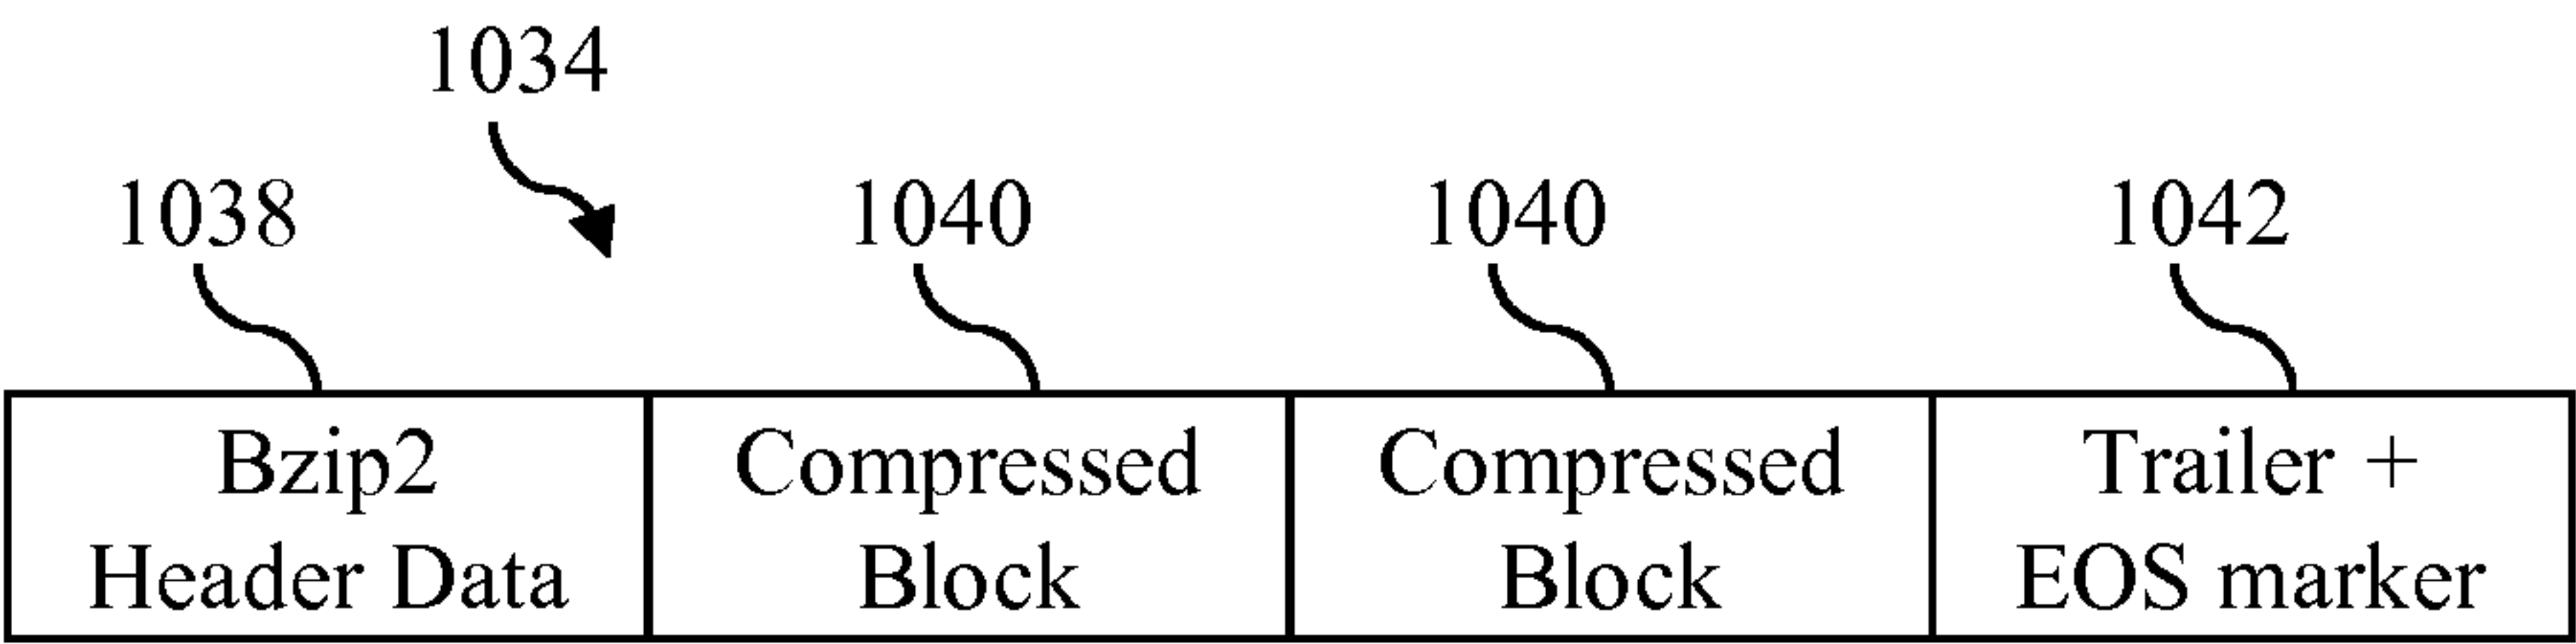 1034
1038 1040 1040 1042
Bzip2 Compressed Compressed Trailer +
Header Data Block Block EOS marker